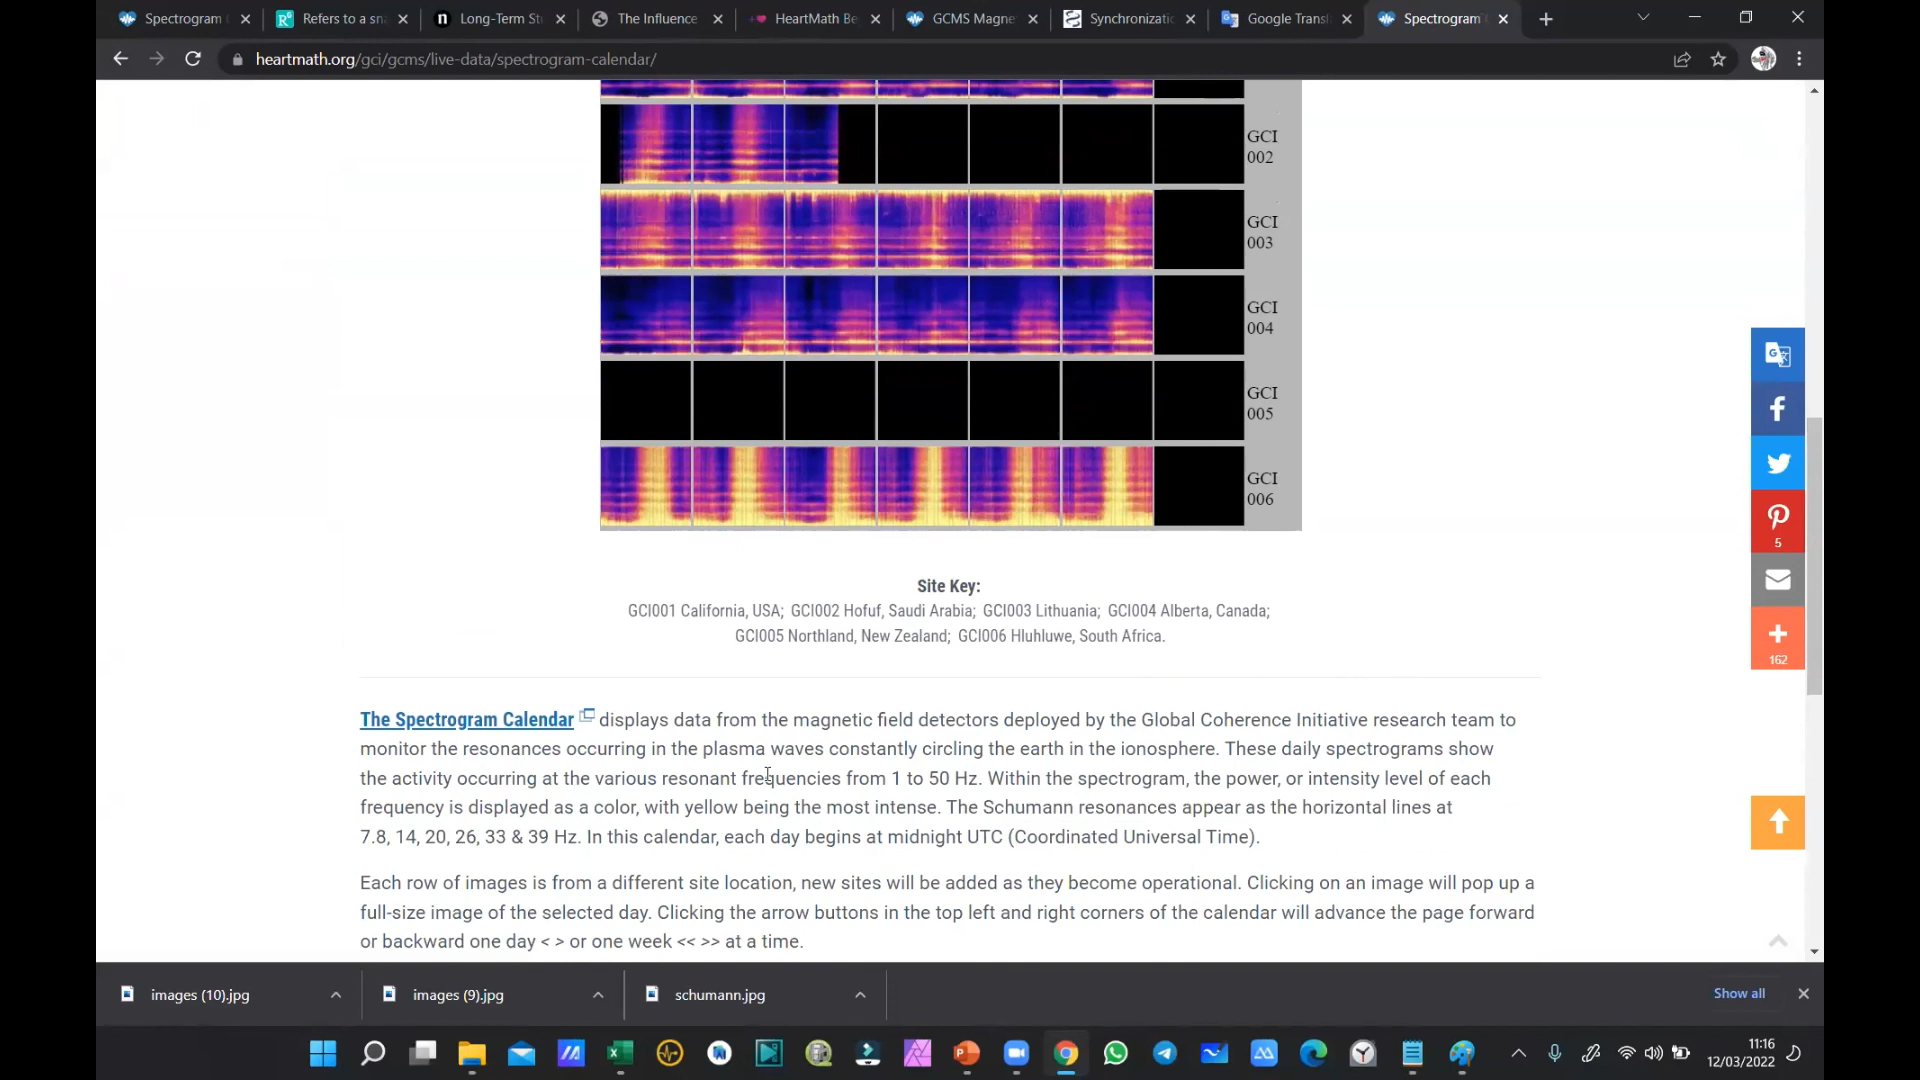 Spectrogram
Refers to a sna
Long-Term St
The Influence
HeartMath Be
GCMS Magne
Synchronizatio
Google Transl
Spectrogram
heartmath.org/gci/gcms/live-data/spectrogram-calendar/
GCI
002
GCI
003
GCI
004
GCI
005
GCI
006
Site Key:
GCI001 California, USA; GCI002 Hofuf, Saudi Arabia; GCI003 Lithuania; GCI004 Alberta, Canada;
GCI005 Northland, New Zealand; GCI006 Hluhluwe, South Africa.
5
162
The Spectrogram Calendar displays data from the magnetic field detectors deployed by the Global Coherence Initiative research team to
monitor the resonances occurring in the plasma waves constantly circling the earth in the ionosphere. These daily spectrograms show
the activity occurring at the various resonant frequencies from 1 to 50 Hz. Within the spectrogram, the power, or intensity level of each
frequency is displayed as a color, with yellow being the most intense. The Schumann resonances appear as the horizontal lines at
7.8, 14, 20, 26, 33 & 39 Hz. In this calendar, each day begins at midnight UTC (Coordinated Universal Time).
Each row of images is from a different site location, new sites will be added as they become operational. Clicking on an image will pop up a
full-size image of the selected day. Clicking the arrow buttons in the top left and right corners of the calendar will advance the page forward
or backward one day < > or one week << >> at a time.
images (10).jpg
images (9).jpg
schumann.jpg
Show all
11:16
12/03/2022